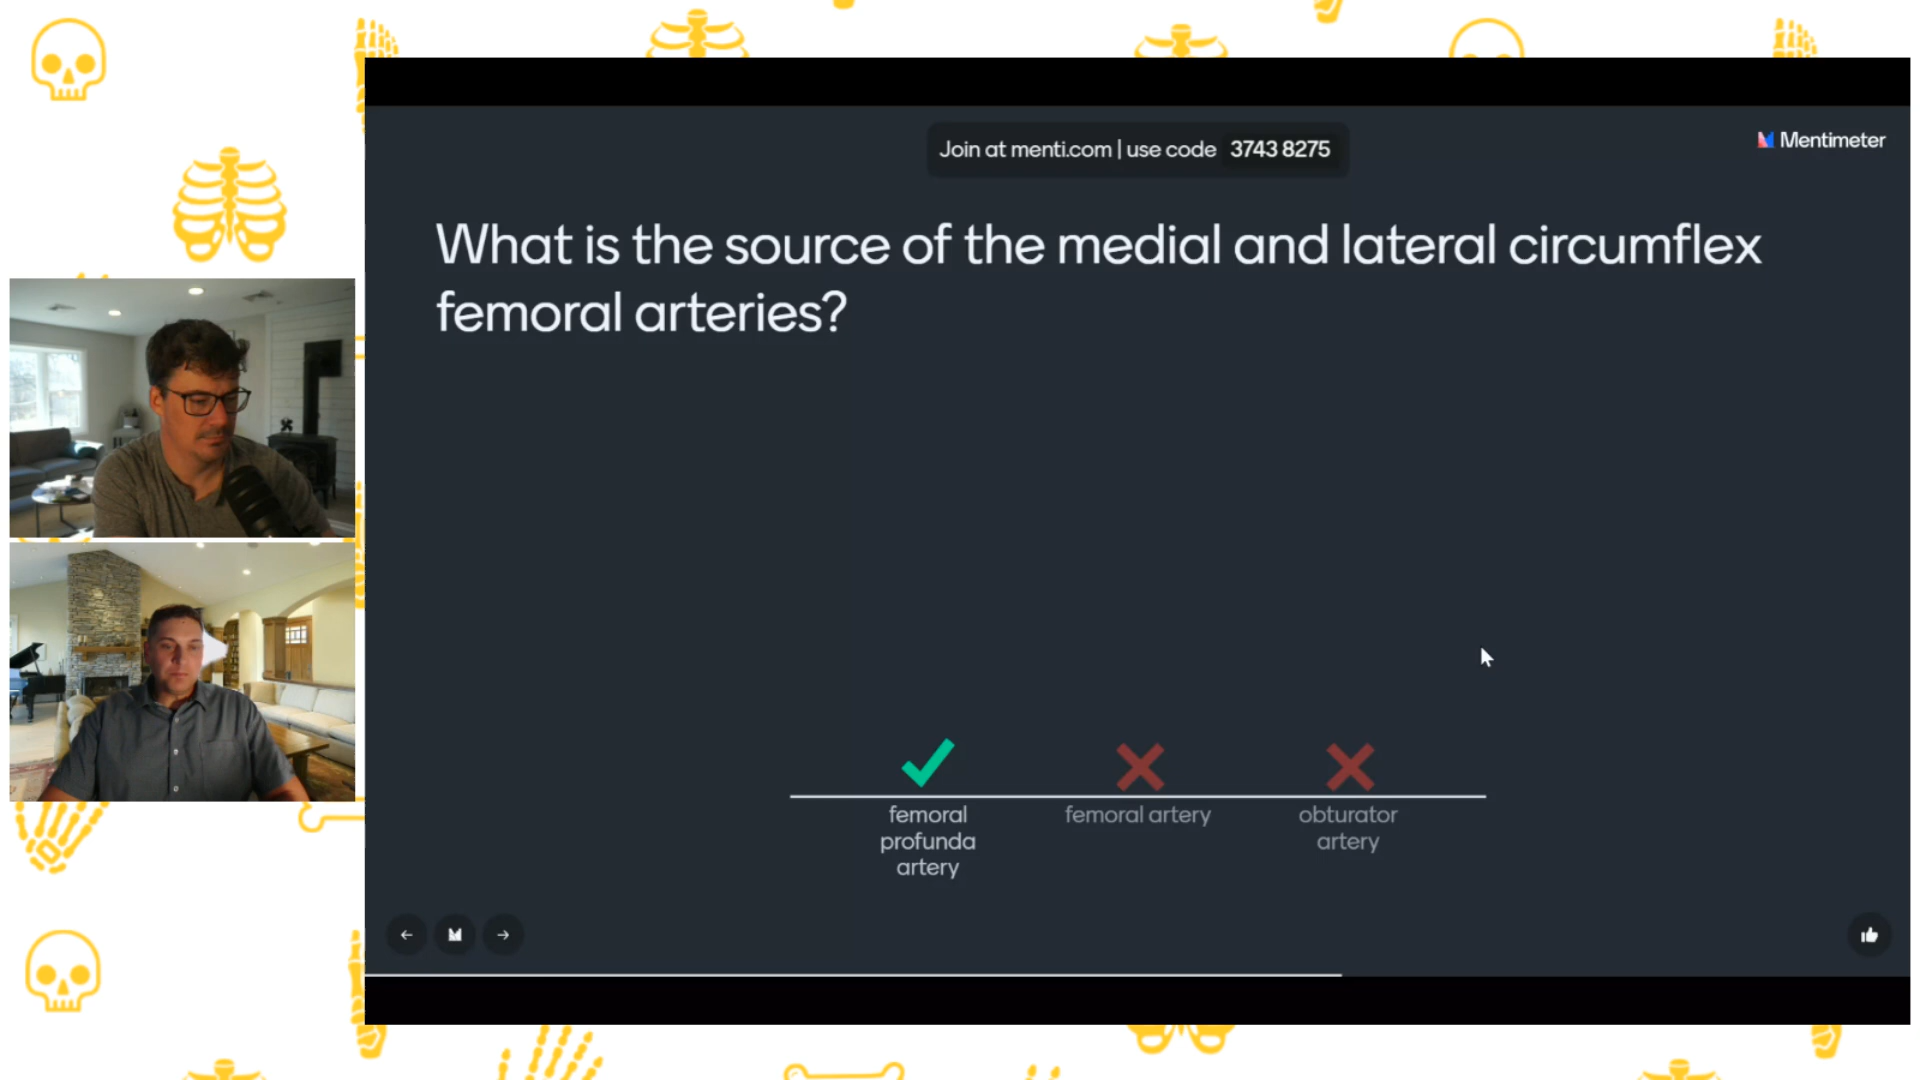 Join at menti.com | use code 3743 8275
Mentimeter
What is the source of the medial and lateral circumflex
femoral arteries?
femoral
profunda
artery
femoral artery
obturator
artery